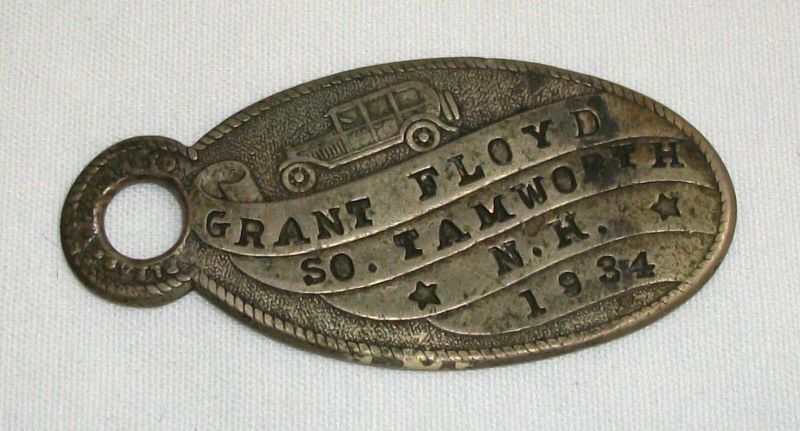 GRANT FLOYD
SO. TAMWORTH
★ N.H. ★
1934